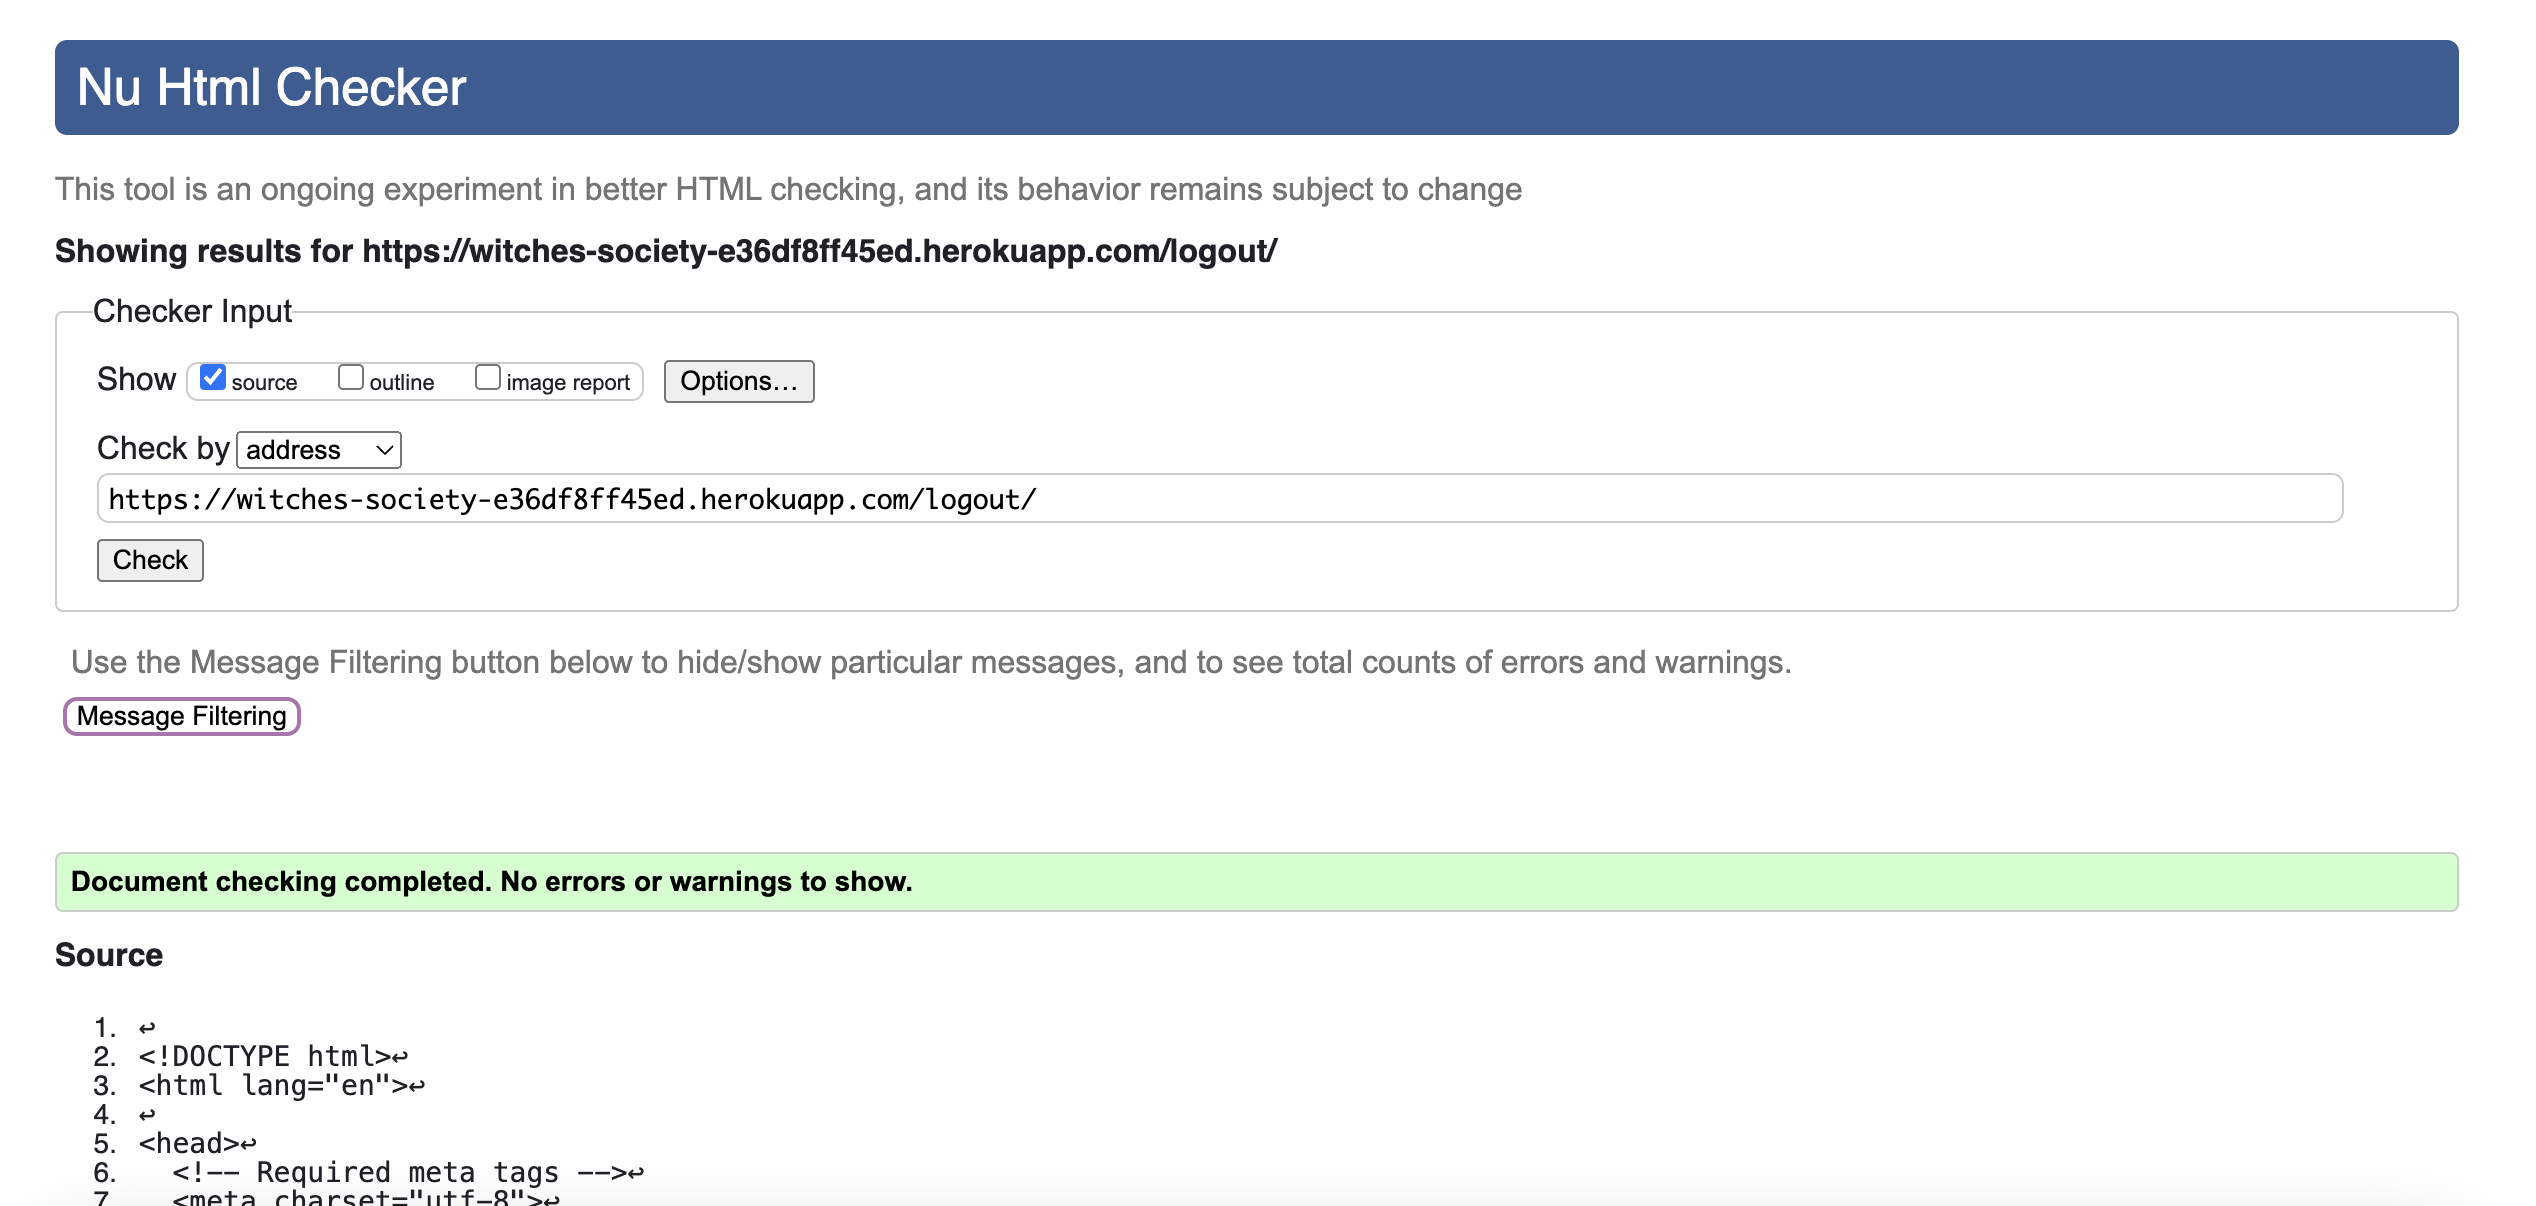 Nu Html Checker
This tool is an ongoing experiment in better HTML checking, and its behavior remains subject to change
Showing results for https://witches-society-e36df8ff45ed.herokuapp.com/logout/
Checker Input
Show source outline image report Options...
Check by address
https://witches-society-e36df8ff45ed.herokuapp.com/logout/
Check
Use the Message Filtering button below to hide/show particular messages, and to see total counts of errors and warnings.
Message Filtering
Document checking completed. No errors or warnings to show.
Source
1. ↩
2. <!DOCTYPE html>↩
3. <html lang="en">↩
4. ↩
5. <head>↩
6. <!-- Required meta tags -->↩
7. <meta charset="utf-8">↩